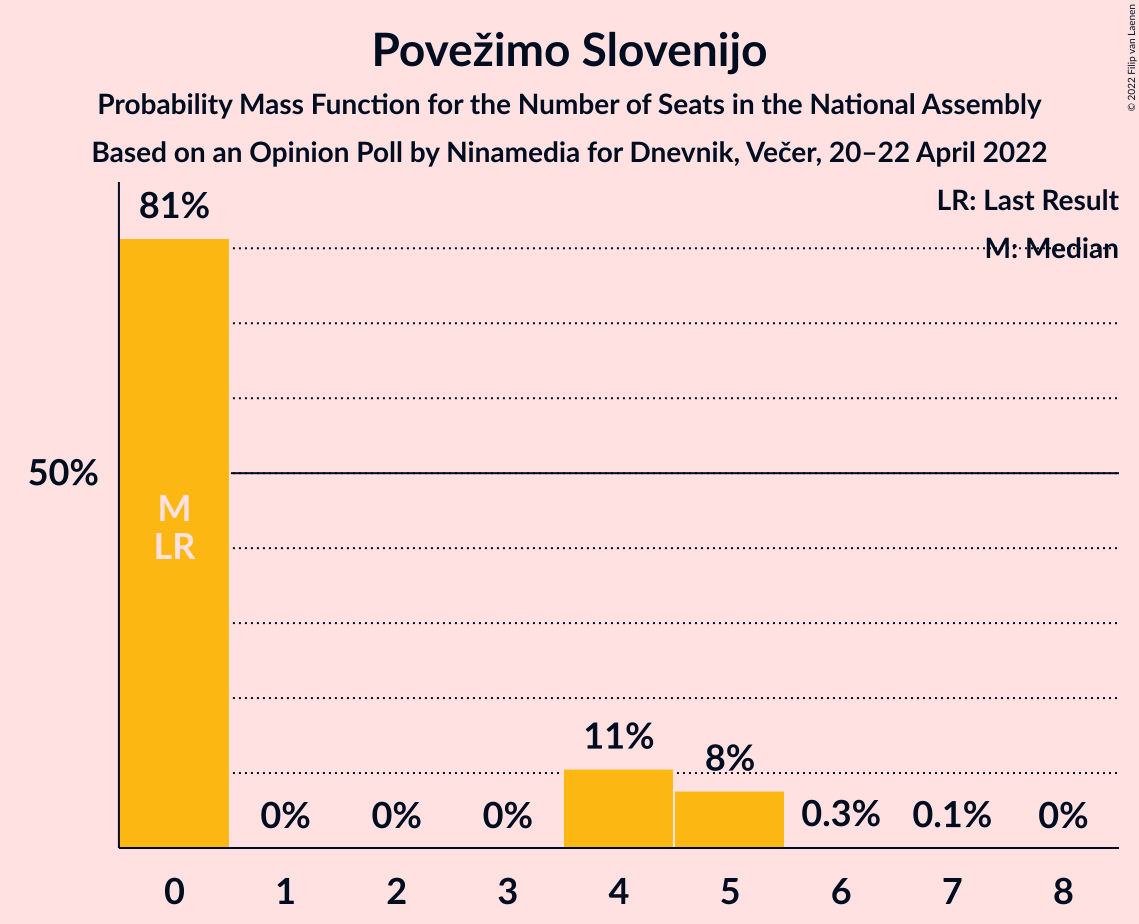 Povežimo Slovenijo
Probability Mass Function for the Number of Seats in the National Assembly
Based on an Opinion Poll by Ninamedia for Dnevnik, Večer, 20–22 April 2022
© 2022 Filip van Laenen
LR: Last Result
M: Median
81%
50%
M
LR
11%
8%
0%
0%
0%
0.3%
0.1%
0%
0
1
2
3
4
5
6
7
8